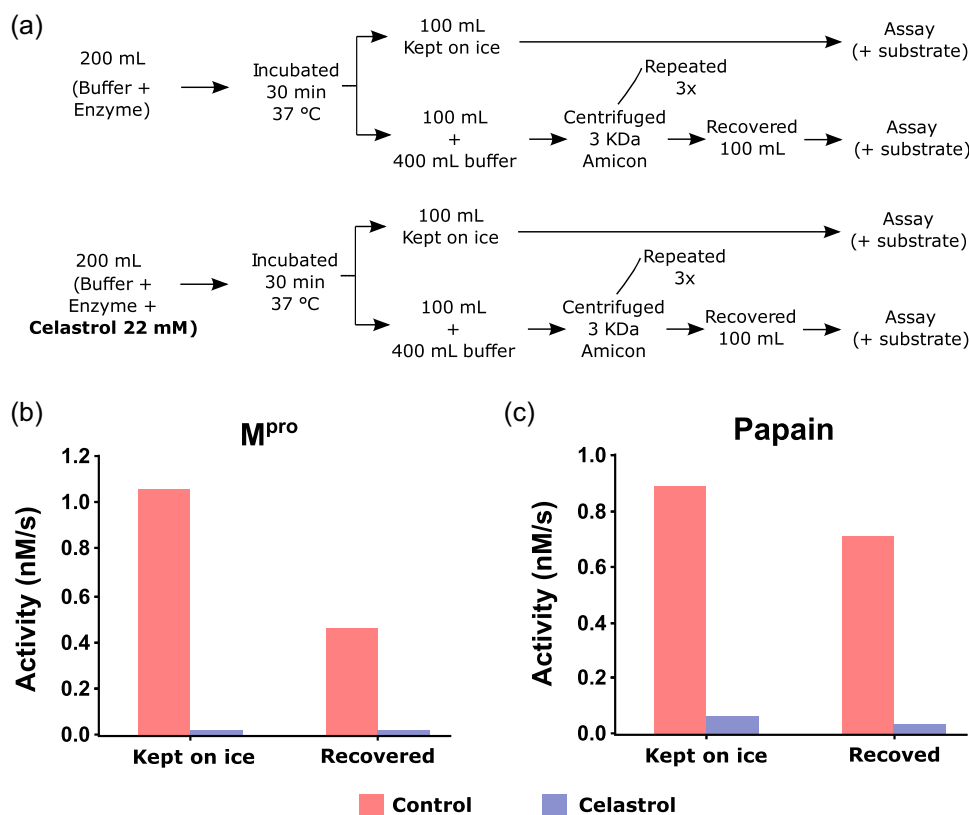 (a)
200 mL
(Buffer +
Enzyme)
Incubated
30 min
37 ºC
100 mL
Kept on ice
Assay
(+ substrate)
100 mL
+
400 mL buffer
Repeated
3x
Centrifuged
3 KDa
Amicon
Recovered
100 mL
Assay
(+ substrate)
200 mL
(Buffer +
Enzyme +
Celastrol 22 mM)
Incubated
30 min
37 ºC
100 mL
Kept on ice
Assay
(+ substrate)
100 mL
+
400 mL buffer
Repeated
3x
Centrifuged
3 KDa
Amicon
Recovered
100 mL
Assay
(+ substrate)
(b)
Mpro
Activity (nM/s)
1.2
1.0
0.8
0.6
0.4
0.2
0.0
Kept on ice
Recovered
(c)
Papain
Activity (nM/s)
1.0
0.8
0.6
0.4
0.2
0.0
Kept on ice
Recoved
Control
Celastrol